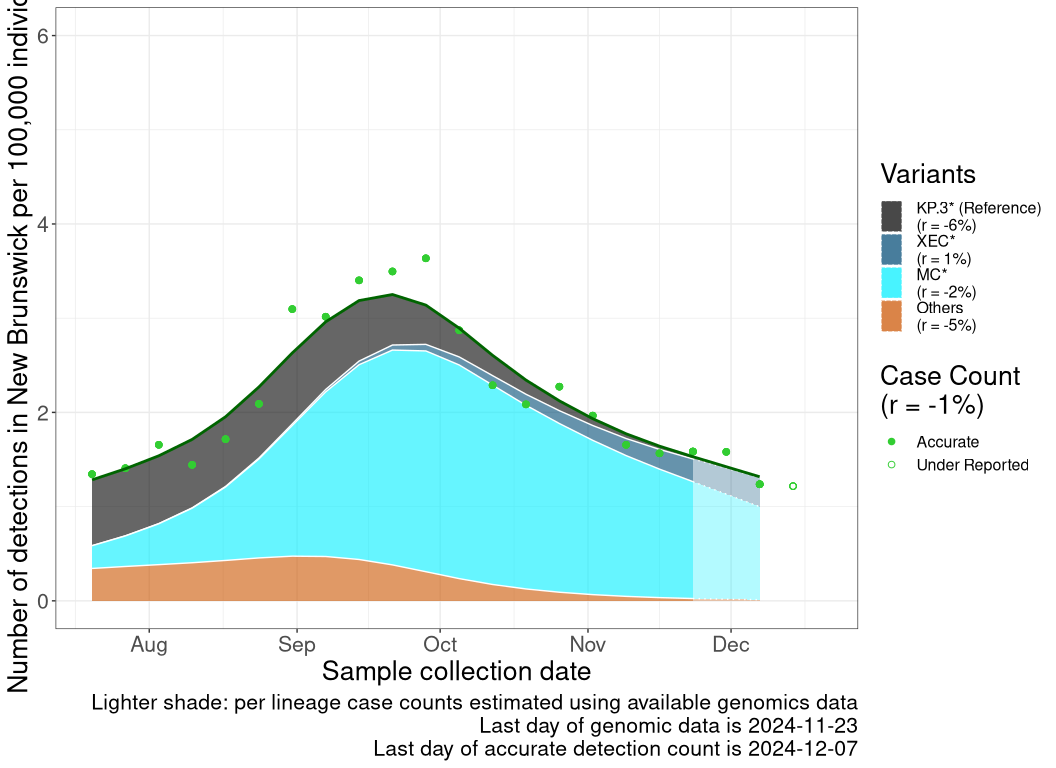 Number of detections in New Brunswick per 100,000
6
4
2
0
Aug Sep Oct Nov Dec
Sample collection date
Lighter shade: per lineage case counts estimated using available genomics data
Last day of genomic data is 2024-11-23
Last day of accurate detection count is 2024-12-07
Variants
KP.3* (Reference)
(r = -6%)
XEC*
(r = 1%)
MC*
(r = -2%)
Others
(r = -5%)
Case Count
(r = -1%)
Accurate
Under Reported